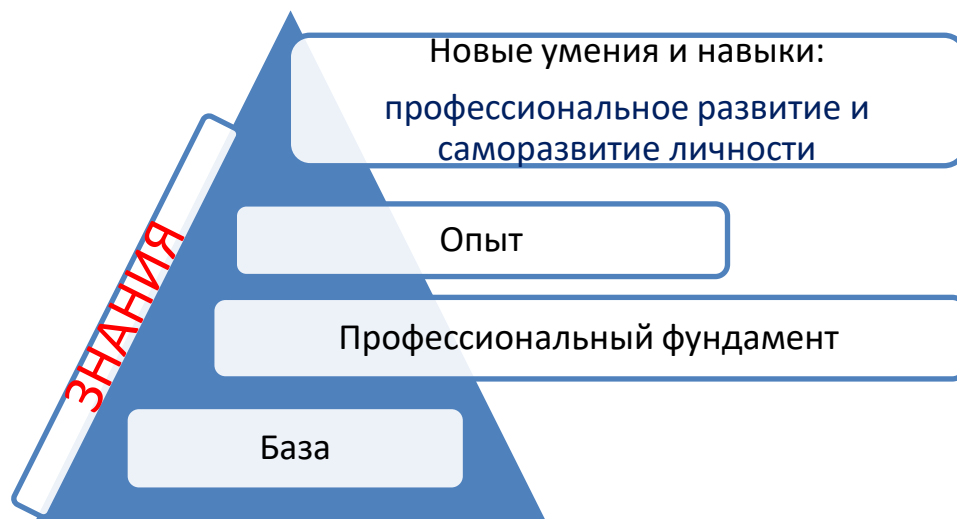 Новые умения и навыки:
профессиональное развитие и
саморазвитие личности
ЗНАНИЯ
Опыт
Профессиональный фундамент
База